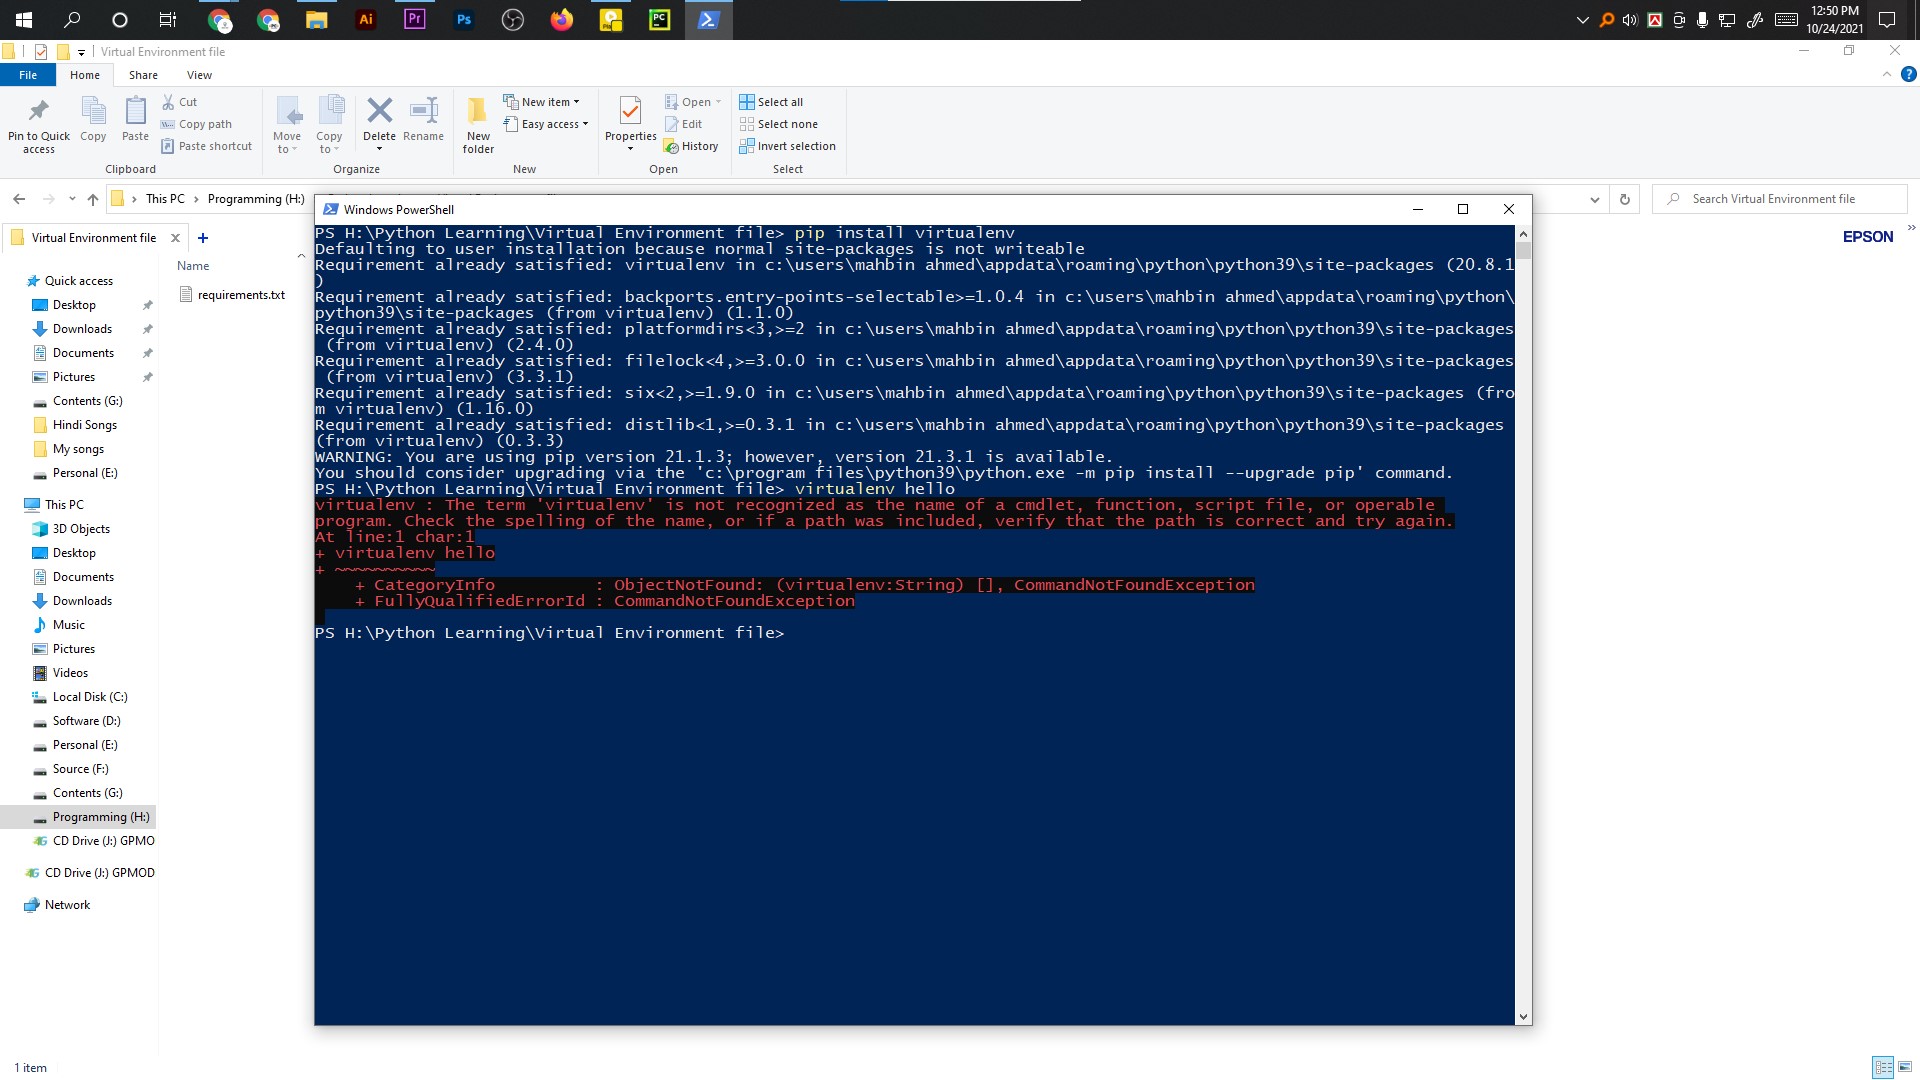 12:50 PM
10/24/2021
Virtual Environment file
File
Home
Share
View
Pin to Quick access
Copy
Paste
Cut
Copy path
Paste shortcut
Clipboard
Move to
Copy to
Delete
Rename
Organize
New folder
New item
Easy access
New
Properties
Open
Edit
History
Open
Select all
Select none
Invert selection
Select
This PC
Programming (H:)
Search Virtual Environment file
Virtual Environment file
EPSON
Name
requirements.txt
Quick access
Desktop
Downloads
Documents
Pictures
Contents (G:)
Hindi Songs
My songs
Personal (E:)
This PC
3D Objects
Desktop
Documents
Downloads
Music
Pictures
Videos
Local Disk (C:)
Software (D:)
Personal (E:)
Source (F:)
Contents (G:)
Programming (H:)
CD Drive (J:) GPMO
CD Drive (J:) GPMOD
Network
1 item
Windows PowerShell
PS H:\Python Learning\Virtual Environment file> pip install virtualenv
Defaulting to user installation because normal site-packages is not writeable
Requirement already satisfied: virtualenv in c:\users\mahbin ahmed\appdata\roaming\python\python39\site-packages (20.8.1
)
Requirement already satisfied: backports.entry-points-selectable>=1.0.4 in c:\users\mahbin ahmed\appdata\roaming\python\
python39\site-packages (from virtualenv) (1.1.0)
Requirement already satisfied: platformdirs<3,>=2 in c:\users\mahbin ahmed\appdata\roaming\python\python39\site-packages
(from virtualenv) (2.4.0)
Requirement already satisfied: filelock<4,>=3.0.0 in c:\users\mahbin ahmed\appdata\roaming\python\python39\site-packages
(from virtualenv) (3.3.1)
Requirement already satisfied: six<2,>=1.9.0 in c:\users\mahbin ahmed\appdata\roaming\python\python39\site-packages (fro
m virtualenv) (1.16.0)
Requirement already satisfied: distlib<1,>=0.3.1 in c:\users\mahbin ahmed\appdata\roaming\python\python39\site-packages
(from virtualenv) (0.3.3)
WARNING: You are using pip version 21.1.3; however, version 21.3.1 is available.
You should consider upgrading via the 'c:\program files\python39\python.exe -m pip install --upgrade pip' command.
PS H:\Python Learning\Virtual Environment file> virtualenv hello
virtualenv : The term 'virtualenv' is not recognized as the name of a cmdlet, function, script file, or operable
program. Check the spelling of the name, or if a path was included, verify that the path is correct and try again.
At line:1 char:1
+ virtualenv hello
+ ~~~~~~~~~~
+ CategoryInfo : ObjectNotFound: (virtualenv:String) [], CommandNotFoundException
+ FullyQualifiedErrorId : CommandNotFoundException
PS H:\Python Learning\Virtual Environment file>